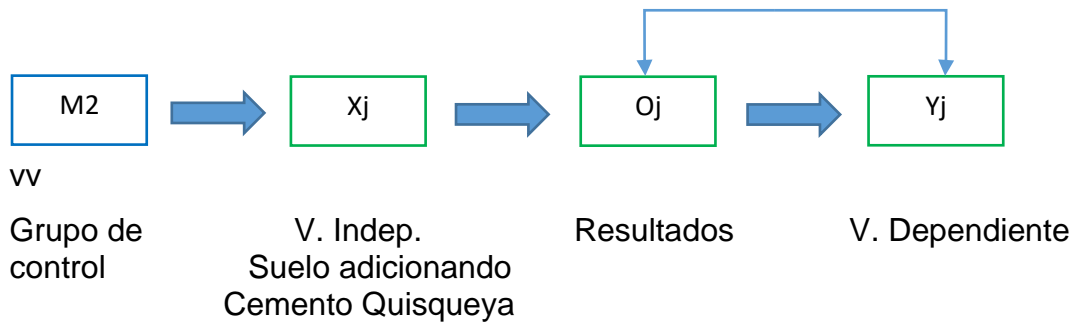 M2 Xj Oj Yj
vv
Grupo de V. Indep. Resultados V. Dependiente
control Suelo adicionando
Cemento Quisqueya